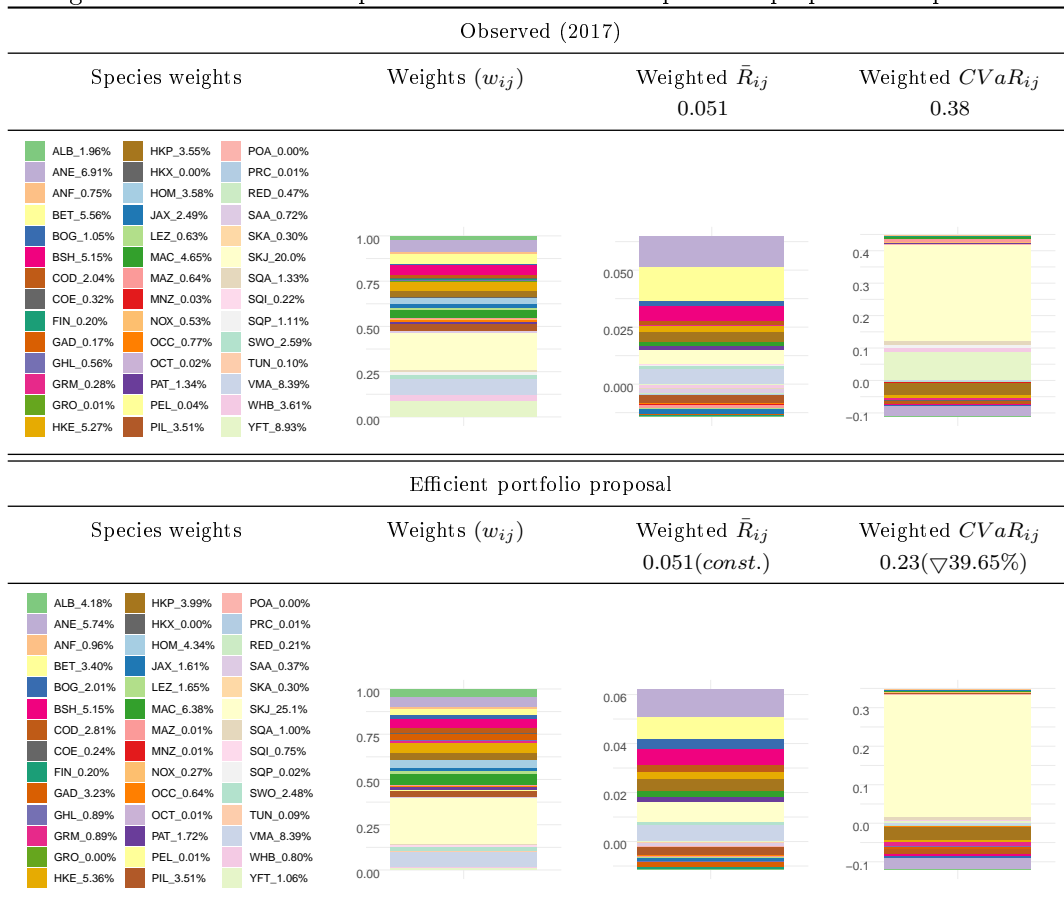 Observed (2017)
Species weights
Weights (w_{ij})
Weighted \bar{R}_{ij}
Weighted CVaR_{ij}
0.051
0.38
ALB_1.96% HKP_3.55% POA_0.00%
ANE_6.91% HKX_0.00% PRC_0.01%
ANF_0.75% HOM_3.58% RED_0.47%
BET_5.56% JAX_2.49% SAA_0.72%
BOG_1.05% LEZ_0.63% SKA_0.30%
BSH_5.15% MAC_4.65% SKJ_20.0%
COD_2.04% MAZ_0.64% SQA_1.33%
COE_0.32% MNZ_0.03% SQI_0.22%
FIN_0.20% NOX_0.53% SQP_1.11%
GAD_0.17% OCC_0.77% SWO_2.59%
GHL_0.56% OCT_0.02% TUN_0.10%
GRM_0.28% PAT_1.34% VMA_8.39%
GRO_0.01% PEL_0.04% WHB_3.61%
HKE_5.27% PIL_3.51% YFT_8.93%
1.00
0.75
0.50
0.25
0.00
0.050
0.025
0.000
0.4
0.3
0.2
0.1
0.0
−0.1
Efficient portfolio proposal
Species weights
Weights (w_{ij})
Weighted \bar{R}_{ij}
Weighted CVaR_{ij}
0.051(const.)
0.23(▽39.65%)
ALB_4.18% HKP_3.99% POA_0.00%
ANE_5.74% HKX_0.00% PRC_0.01%
ANF_0.96% HOM_4.34% RED_0.21%
BET_3.40% JAX_1.61% SAA_0.37%
BOG_2.01% LEZ_1.65% SKA_0.30%
BSH_5.15% MAC_6.38% SKJ_25.1%
COD_2.81% MAZ_0.01% SQA_1.00%
COE_0.24% MNZ_0.01% SQI_0.75%
FIN_0.20% NOX_0.27% SQP_0.02%
GAD_3.23% OCC_0.64% SWO_2.48%
GHL_0.89% OCT_0.01% TUN_0.09%
GRM_0.89% PAT_1.72% VMA_8.39%
GRO_0.00% PEL_0.01% WHB_0.80%
HKE_5.36% PIL_3.51% YFT_1.06%
1.00
0.75
0.50
0.25
0.00
0.06
0.04
0.02
0.00
0.3
0.2
0.1
0.0
−0.1